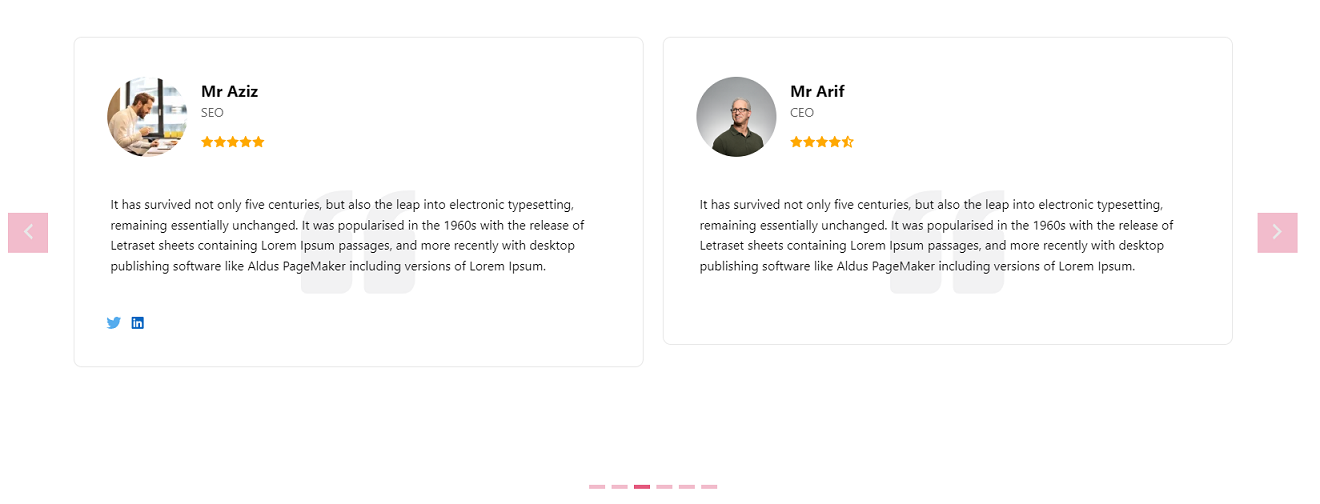 Mr Aziz
SEO
It has survived not only five centuries, but also the leap into electronic typesetting,
remaining essentially unchanged. It was popularised in the 1960s with the release of
Letraset sheets containing Lorem Ipsum passages, and more recently with desktop
publishing software like Aldus PageMaker including versions of Lorem Ipsum.
Mr Arif
CEO
It has survived not only five centuries, but also the leap into electronic typesetting,
remaining essentially unchanged. It was popularised in the 1960s with the release of
Letraset sheets containing Lorem Ipsum passages, and more recently with desktop
publishing software like Aldus PageMaker including versions of Lorem Ipsum.